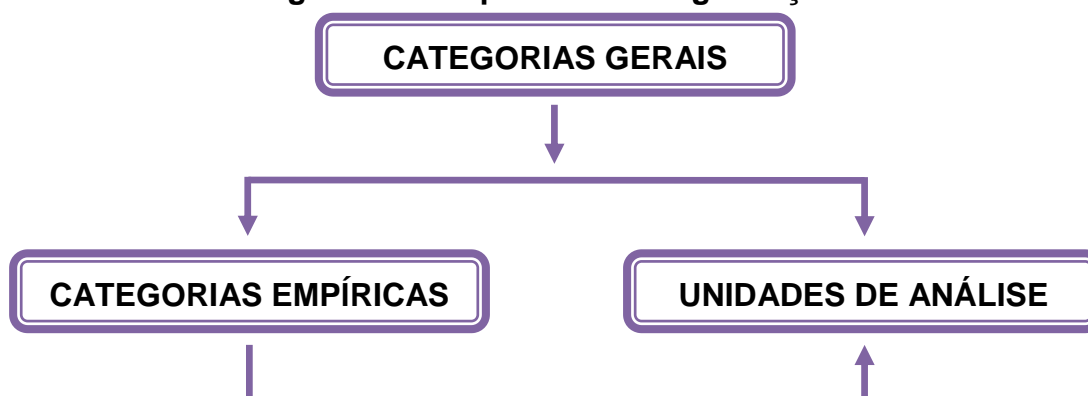 CATEGORIAS GERAIS
CATEGORIAS EMPÍRICAS
UNIDADES DE ANÁLISE